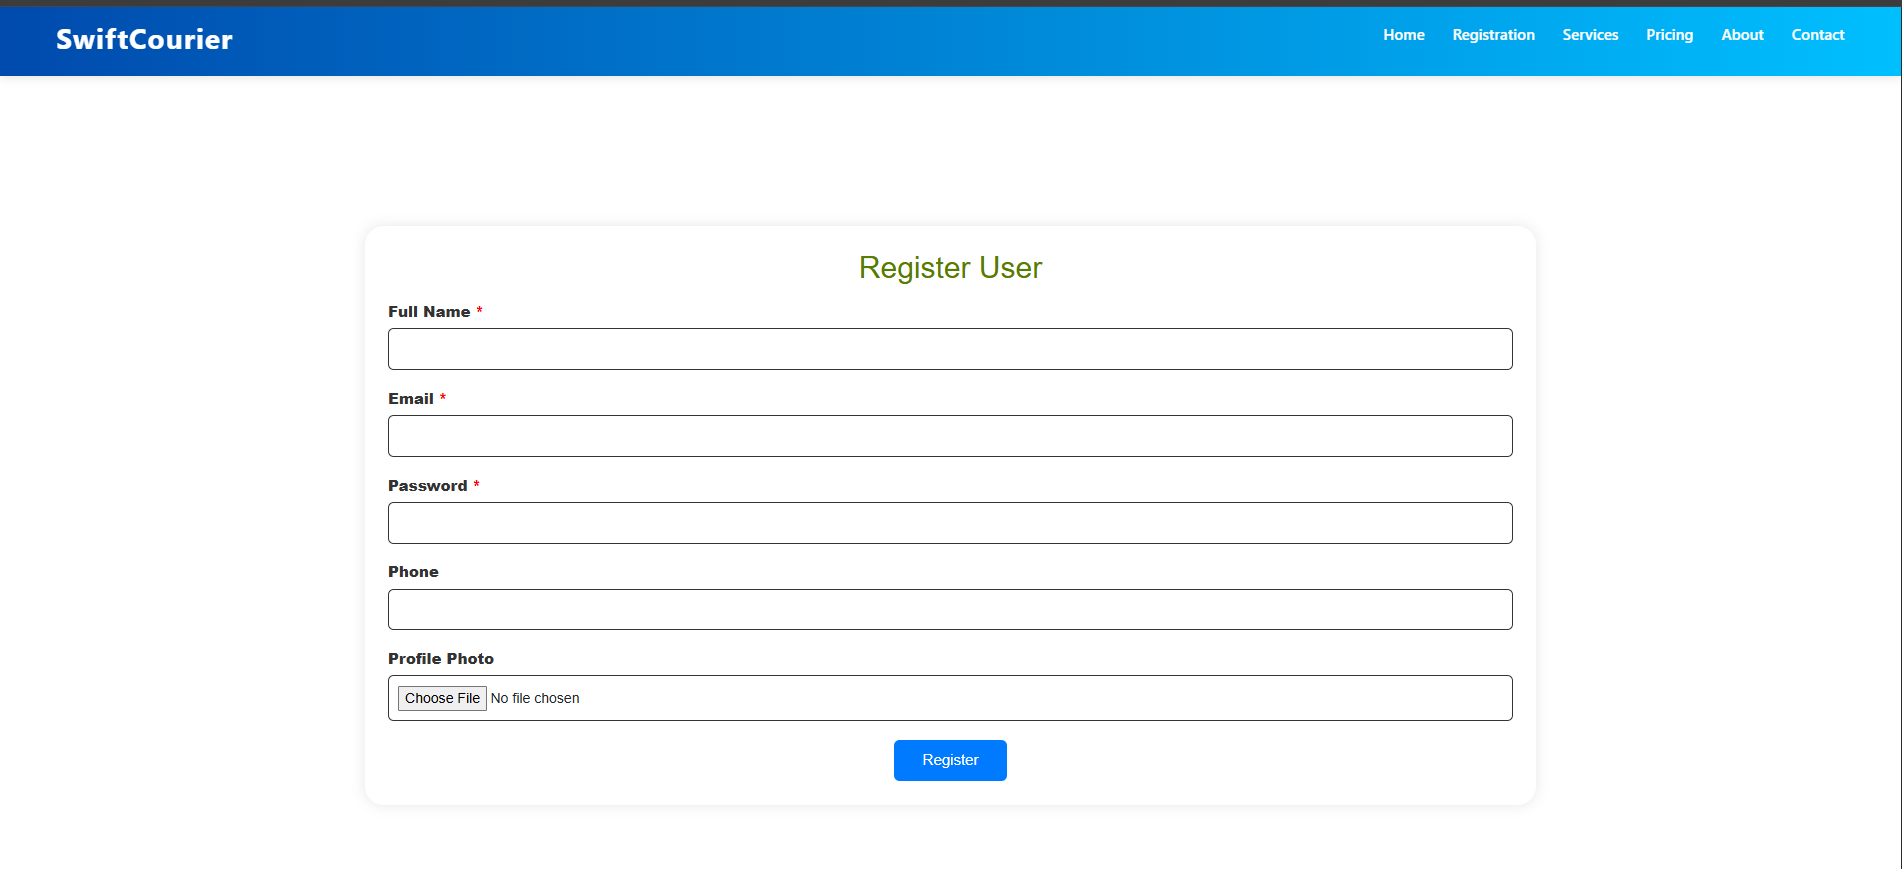 SwiftCourier
Home Registration Services Pricing About Contact
Register User
Full Name *
Email *
Password *
Phone
Profile Photo
Choose File No file chosen
Register